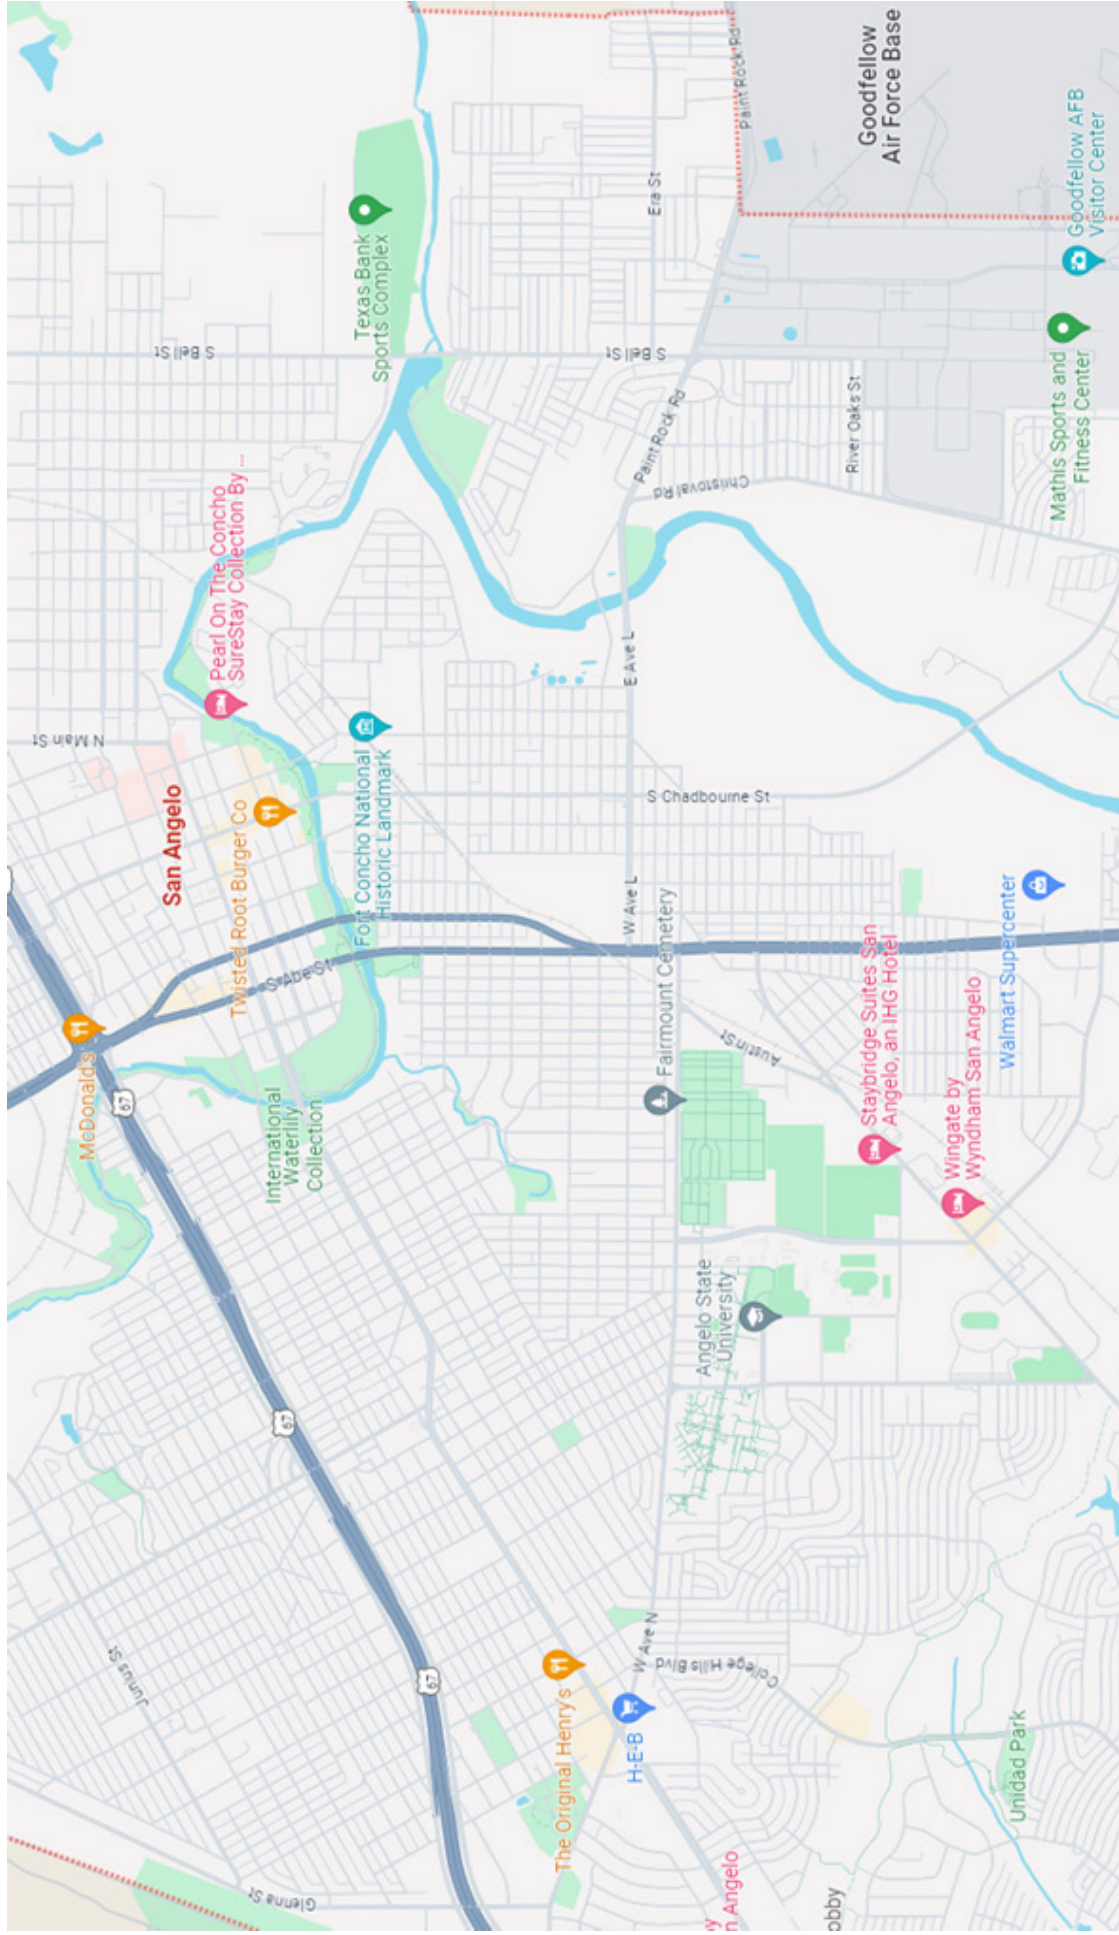 N Main St
McDonald's
67
Junius St
San Angelo
S Bell St
Pearl On The Concho
SureStay Collection By ...
Twisted Root Burger Co
Glenna St
67
International
Waterlily
Collection
S Abe St
Texas Bank
Sports Complex
Fort Concho National
Historic Landmark
67
The Original Henry's
H-E-B
W Ave N
W Ave L
E Ave L
S Bell St
Era St
Paint Rock Rd
Paint Rock Rd
Christoval Rd
S Chadbourne St
Fairmount Cemetery
College Hills Blvd
Angelo State
University
Austin St
n Angelo
obby
River Oaks St
Goodfellow
Air Force Base
Staybridge Suites San
Angelo, an IHG Hotel
Wingate by
Wyndham San Angelo
Walmart Supercenter
Unidad Park
Mathis Sports and
Fitness Center
Goodfellow AFB
Visitor Center